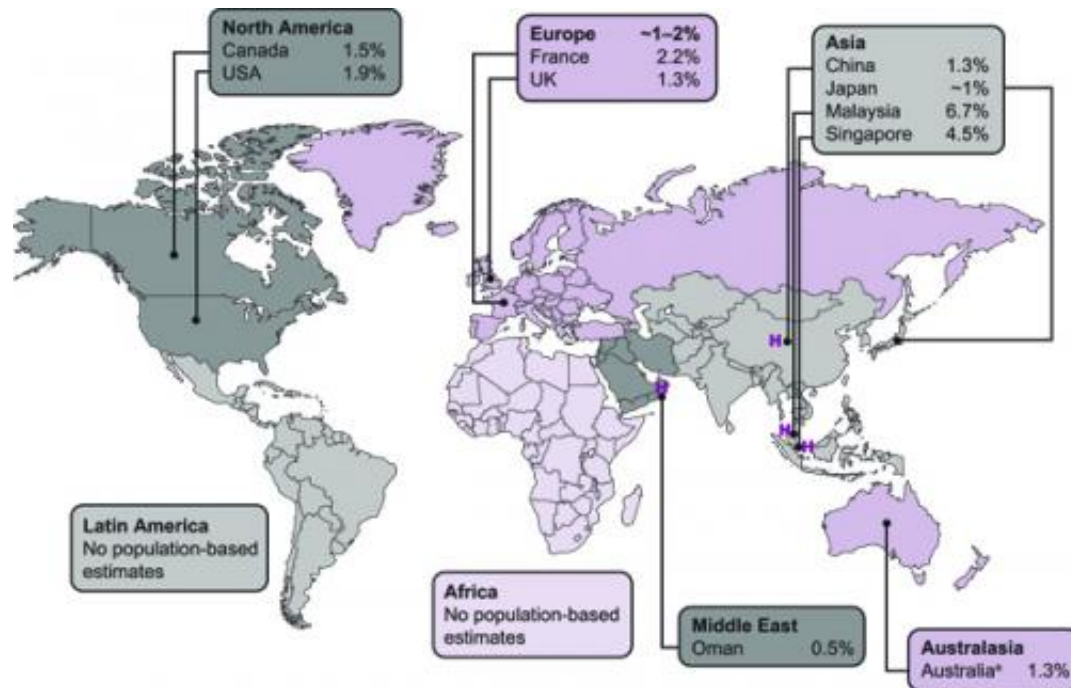 North America
Canada 1.5%
USA 1.9%
Europe ~1–2%
France 2.2%
UK 1.3%
Asia
China 1.3%
Japan ~1%
Malaysia 6.7%
Singapore 4.5%
H
H
H
H
Latin America
No population-based
estimates
Africa
No population-based
estimates
Middle East
Oman 0.5%
Australasia
Australia* 1.3%